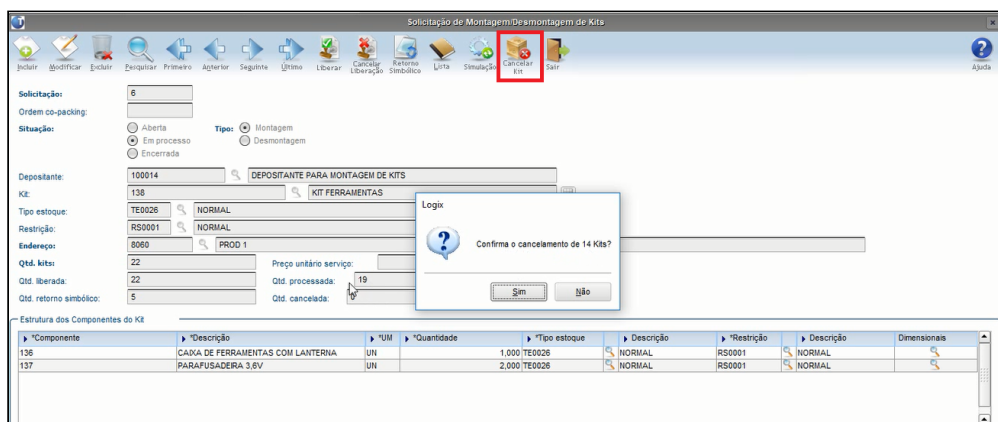 Solicitação de Montagem/Desmontagem de Kits
Incluir Modificar Excluir Pesquisar Primeiro Anterior Seguinte Último Liberar Cancelar Liberação Retorno Simbólico Lista Simulação Cancelar Kit Sair Ajuda
Solicitação: 6
Ordem co-packing:
Situação: Aberta Tipo: Montagem
Em processo Desmontagem
Encerrada
Depositante: 100014 DEPOSITANTE PARA MONTAGEM DE KITS
Kit: 138 KIT FERRAMENTAS
Tipo estoque: TE0026 NORMAL
Restrição: RS0001 NORMAL
Endereço: 8060 PROD 1
Qtd. kits: 22 Preço unitário serviço:
Qtd. liberada: 22 Qtd. processada: 19
Qtd. retorno simbólico: 5 Qtd. cancelada:
Logix
Confirma o cancelamento de 14 Kits?
Sim Não
Estrutura dos Componentes do Kit
*Componente *Descrição *UM *Quantidade *Tipo estoque Descrição *Restrição Descrição Dimensionais
136 CAIXA DE FERRAMENTAS COM LANTERNA UN 1,000 TE0026 NORMAL RS0001 NORMAL
137 PARAFUSADEIRA 3,6V UN 2,000 TE0026 NORMAL RS0001 NORMAL